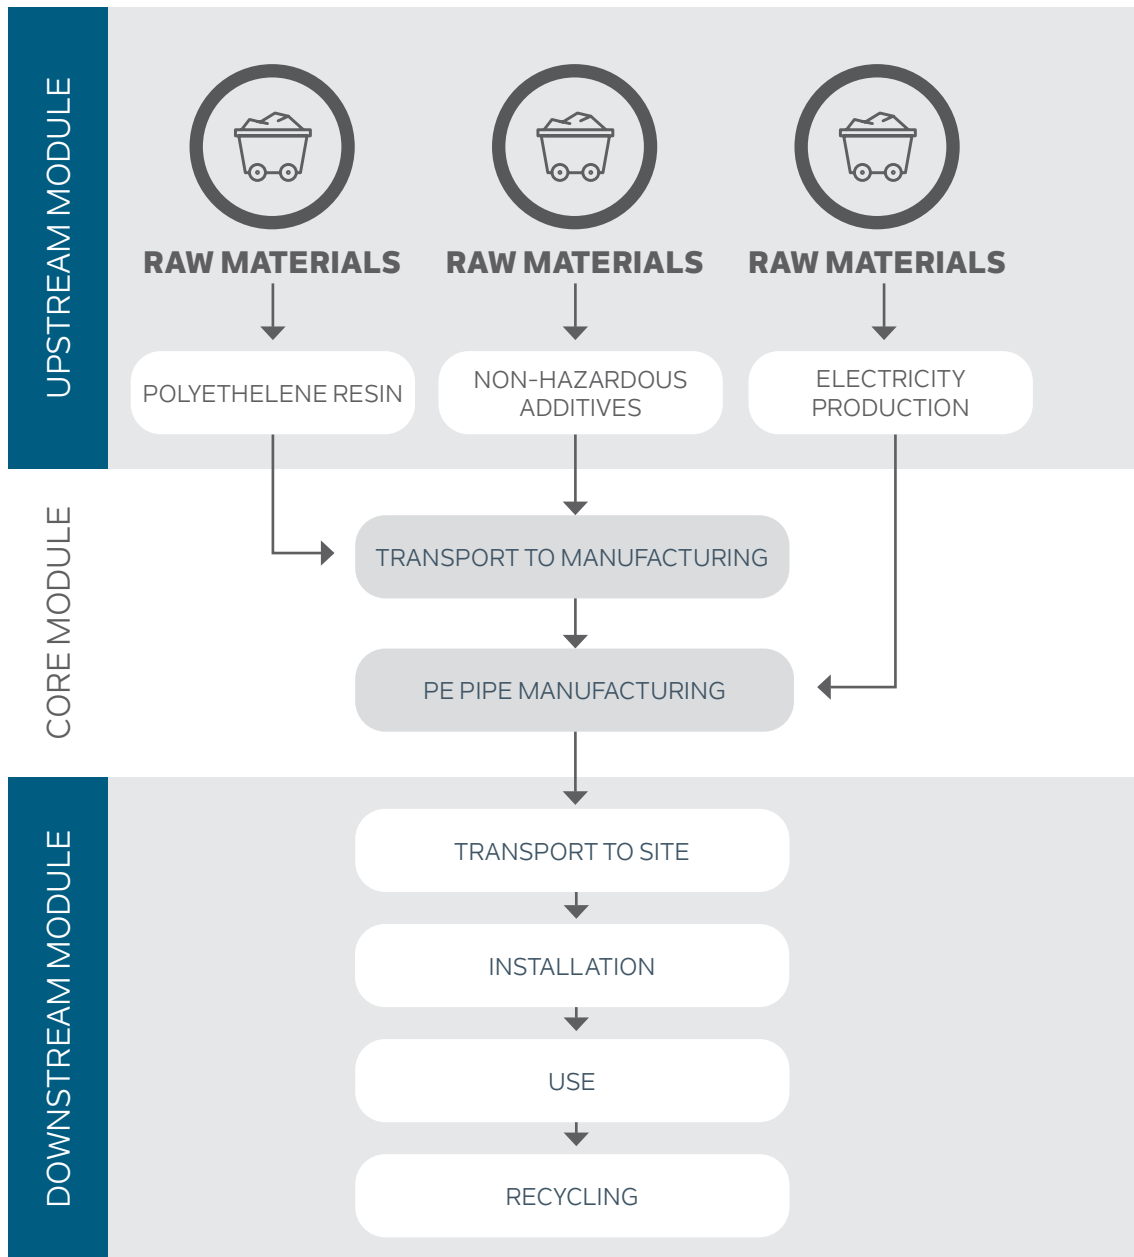 UPSTREAM MODULE
RAW MATERIALS
RAW MATERIALS
RAW MATERIALS
POLYETHELENE RESIN
NON-HAZARDOUS
ADDITIVES
ELECTRICITY
PRODUCTION
CORE MODULE
TRANSPORT TO MANUFACTURING
PE PIPE MANUFACTURING
DOWNSTREAM MODULE
TRANSPORT TO SITE
INSTALLATION
USE
RECYCLING